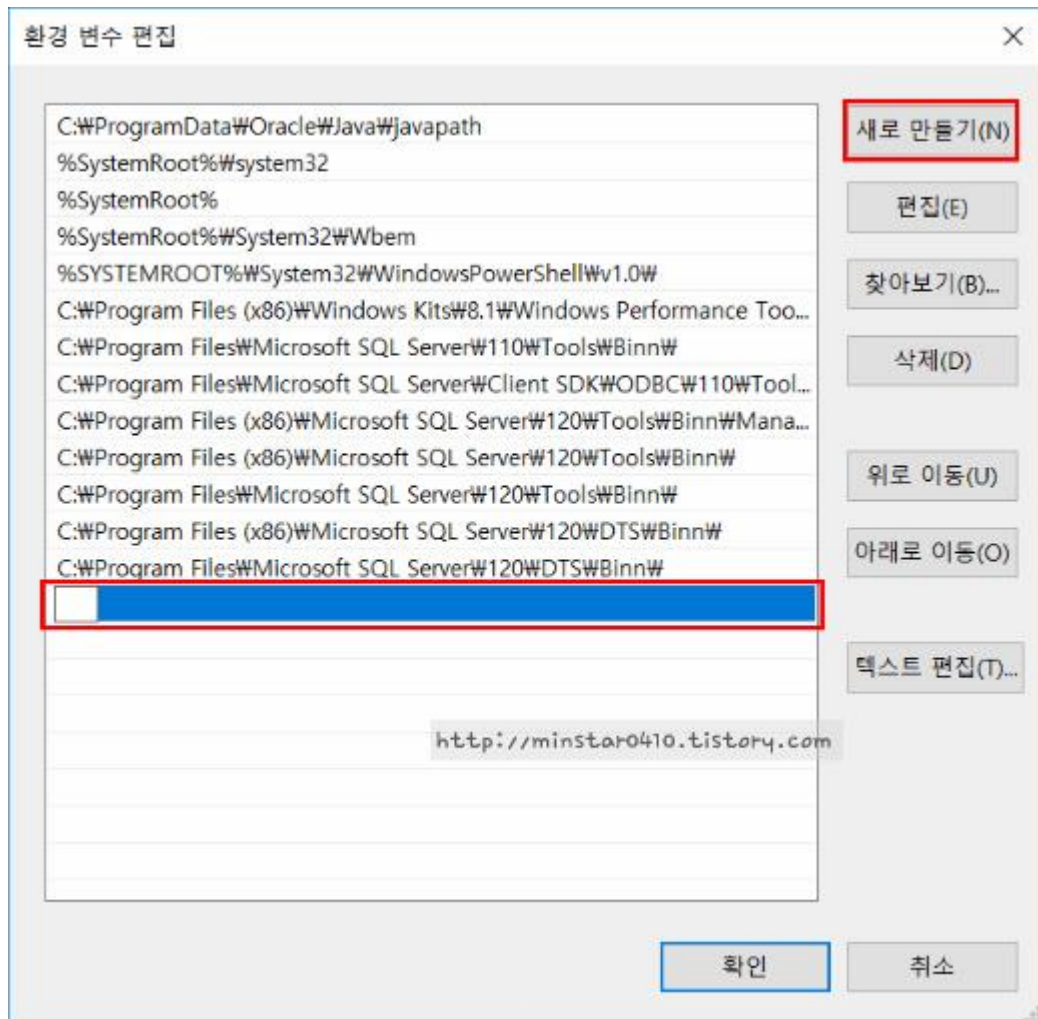 환경 변수 편집
C:₩ProgramData₩Oracle₩Java₩javapath
%SystemRoot%₩system32
%SystemRoot%
%SystemRoot%₩System32₩Wbem
%SYSTEMROOT%₩System32₩WindowsPowerShell₩v1.0₩
C:₩Program Files (x86)₩Windows Kits₩8.1₩Windows Performance Too...
C:₩Program Files₩Microsoft SQL Server₩110₩Tools₩Binn₩
C:₩Program Files₩Microsoft SQL Server₩Client SDK₩ODBC₩110₩Tool...
C:₩Program Files (x86)₩Microsoft SQL Server₩120₩Tools₩Binn₩Mana...
C:₩Program Files (x86)₩Microsoft SQL Server₩120₩Tools₩Binn₩
C:₩Program Files₩Microsoft SQL Server₩120₩Tools₩Binn₩
C:₩Program Files (x86)₩Microsoft SQL Server₩120₩DTS₩Binn₩
C:₩Program Files₩Microsoft SQL Server₩120₩DTS₩Binn₩
새로 만들기(N)
편집(E)
찾아보기(B)...
삭제(D)
위로 이동(U)
아래로 이동(O)
텍스트 편집(T)...
http://minstar0410.tistory.com
확인
취소